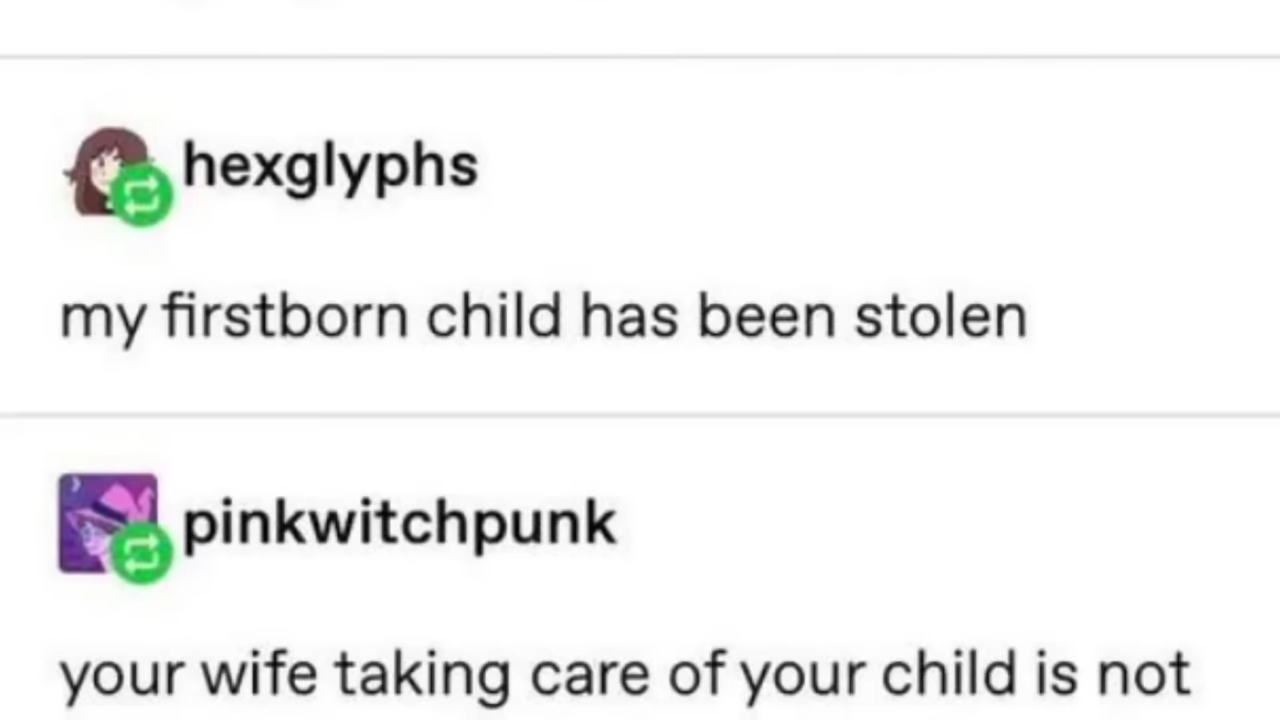 hexglyphs
my firstborn child has been stolen
pinkwitchpunk
your wife taking care of your child is not